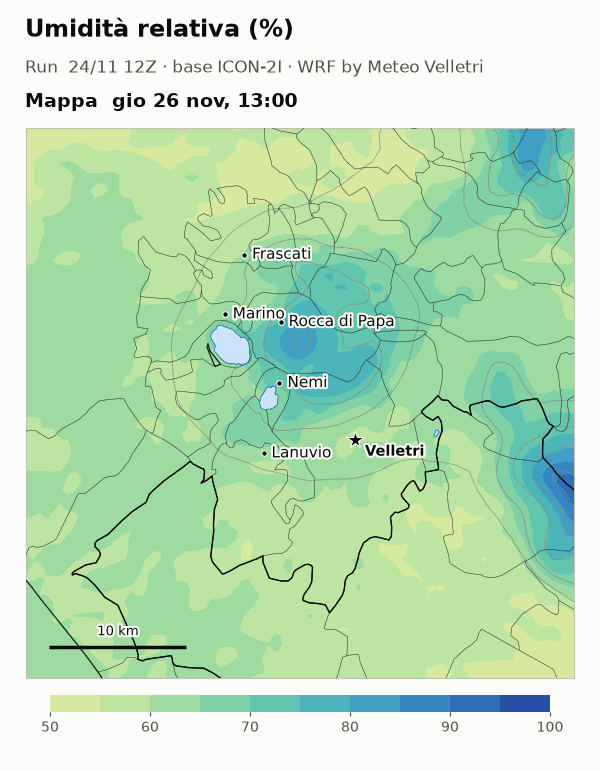 Umidità relativa (%)
Run  24/11 12Z · base ICON-2I · WRF by Meteo Velletri
Mappa  gio 26 nov, 13:00
Frascati
Marino
Rocca di Papa
Nemi
Velletri
Lanuvio
10 km
50 60 70 80 90 100